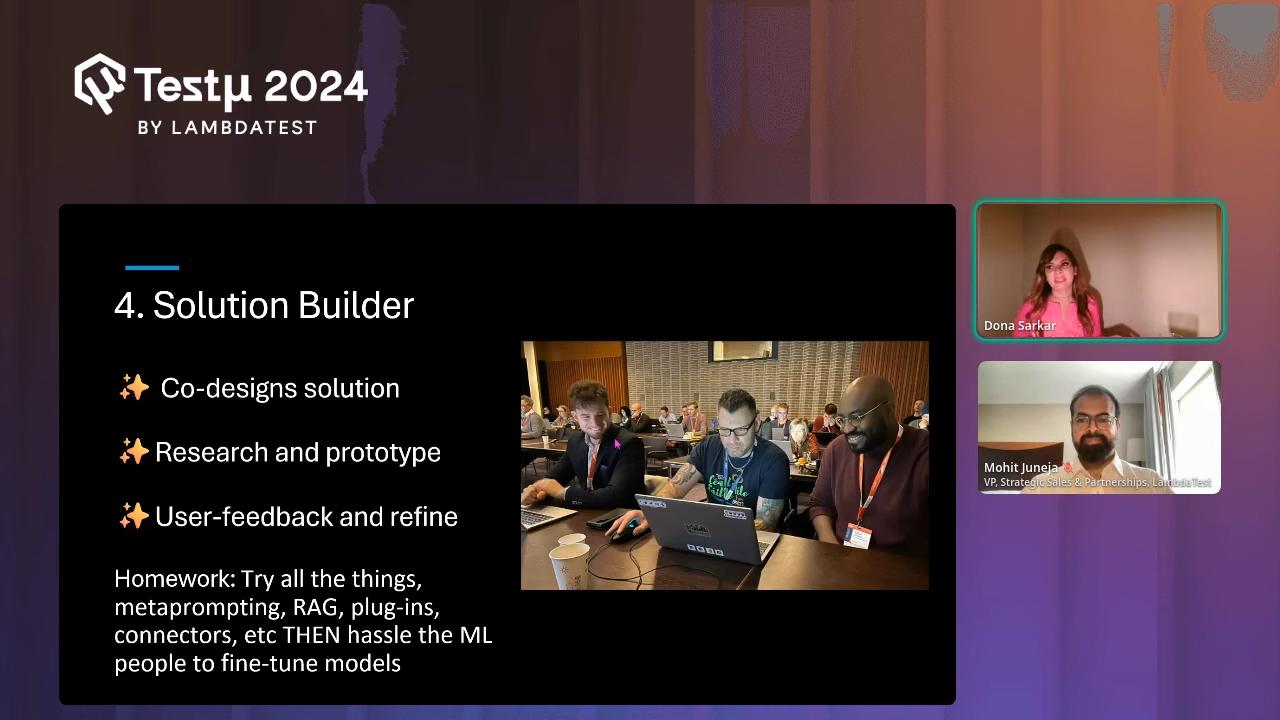 Testμ 2024
BY LAMBDATEST
4. Solution Builder
✨ Co-designs solution
✨ Research and prototype
✨ User-feedback and refine
Homework: Try all the things,
metaprompting, RAG, plug-ins,
connectors, etc THEN hassle the ML
people to fine-tune models
Dona Sarkar
Mohit Juneja
VP, Strategic Sales & Partnerships, LambdaTest